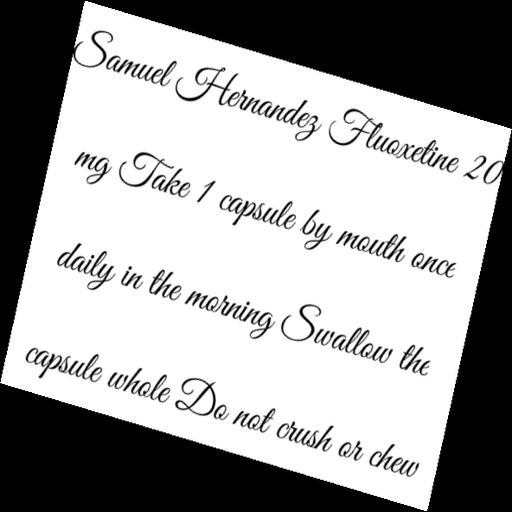 Samuel Hernandez Fluoxetine 20
mg Take 1 capsule by mouth once
daily in the morning Swallow the
capsule whole Do not crush or chew